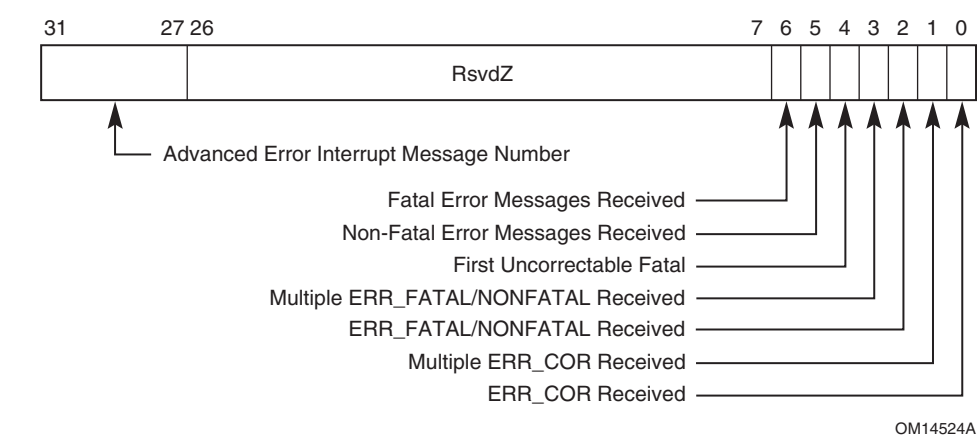 31 27 26 7 6 5 4 3 2 1 0
RsvdZ
Advanced Error Interrupt Message Number
Fatal Error Messages Received
Non-Fatal Error Messages Received
First Uncorrectable Fatal
Multiple ERR_FATAL/NONFATAL Received
ERR_FATAL/NONFATAL Received
Multiple ERR_COR Received
ERR_COR Received
OM14524A